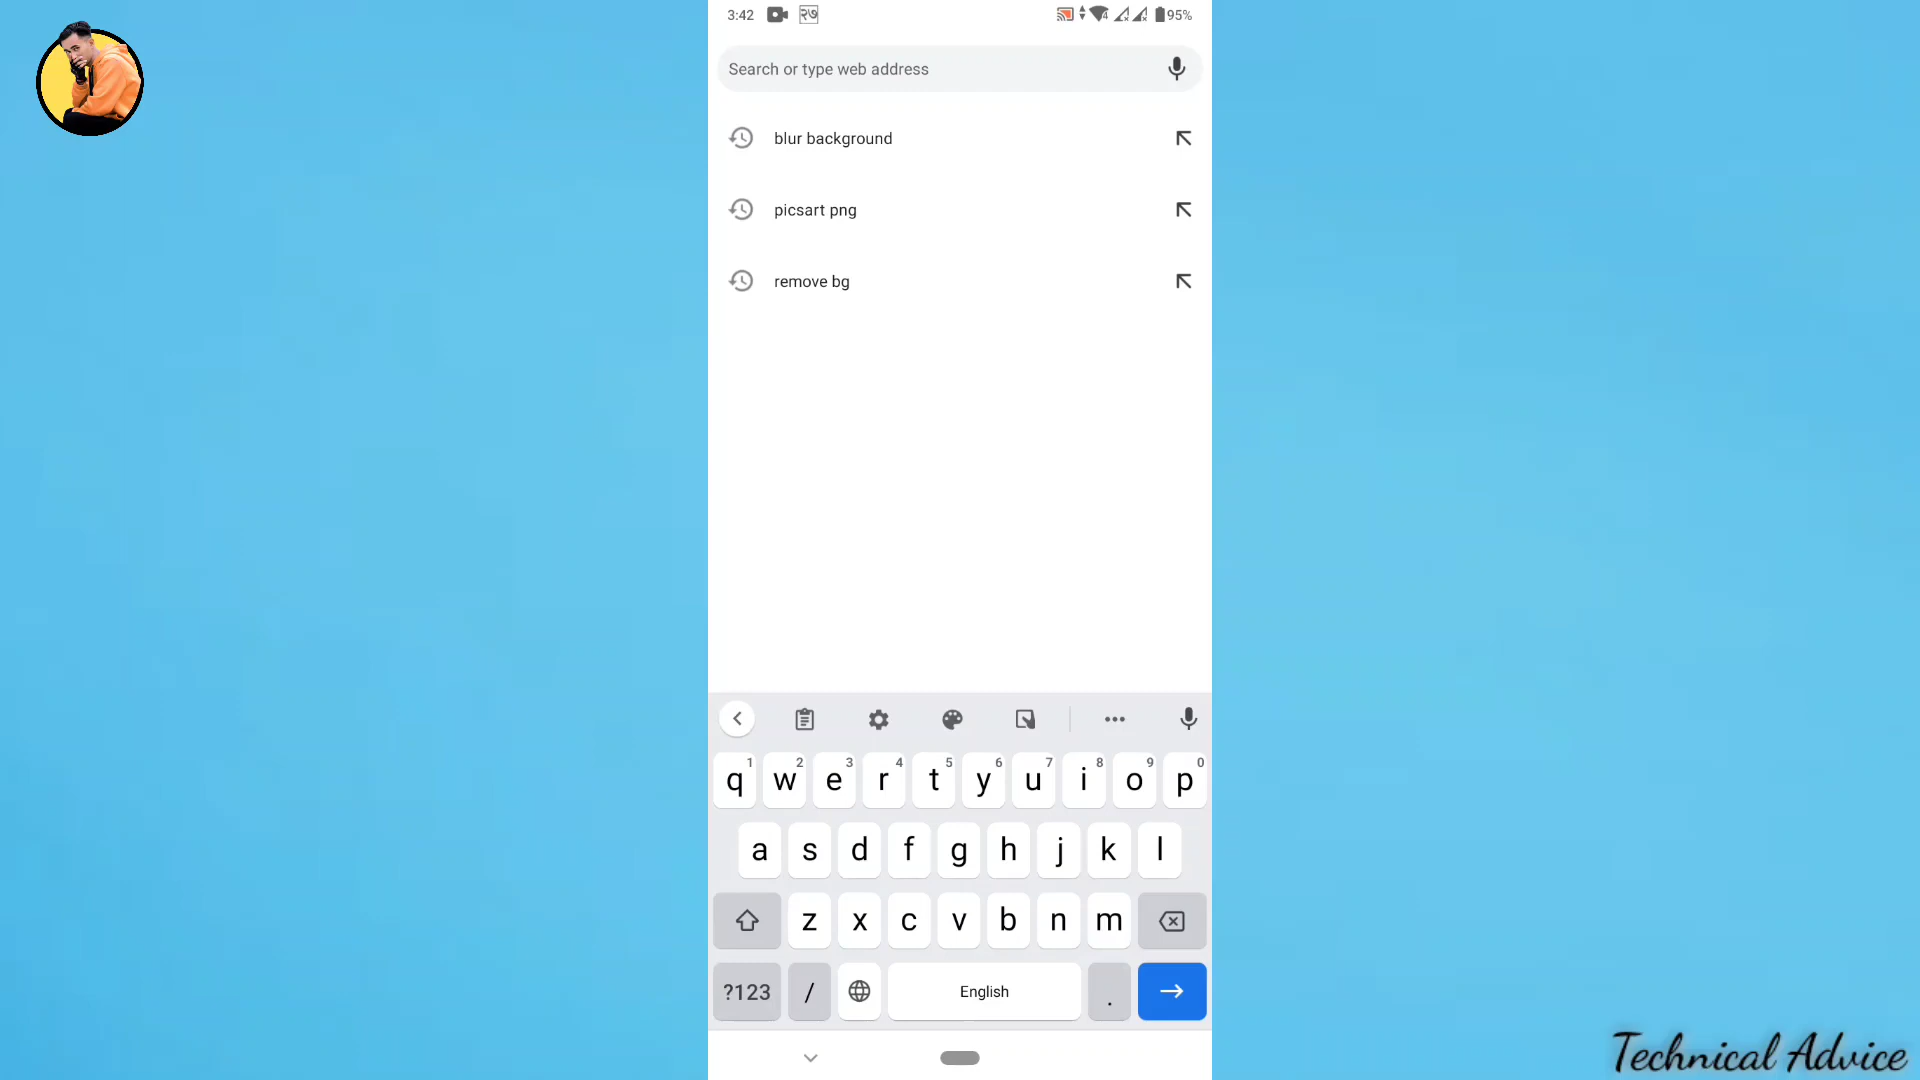 3:42 २७ 95%
Search or type web address
blur background
picsart png
remove bg
1 2 3 4 5 6 7 8 9 0
q w e r t y u i o p
a s d f g h j k l
z x c v b n m
?123 / English .
Technical Advice